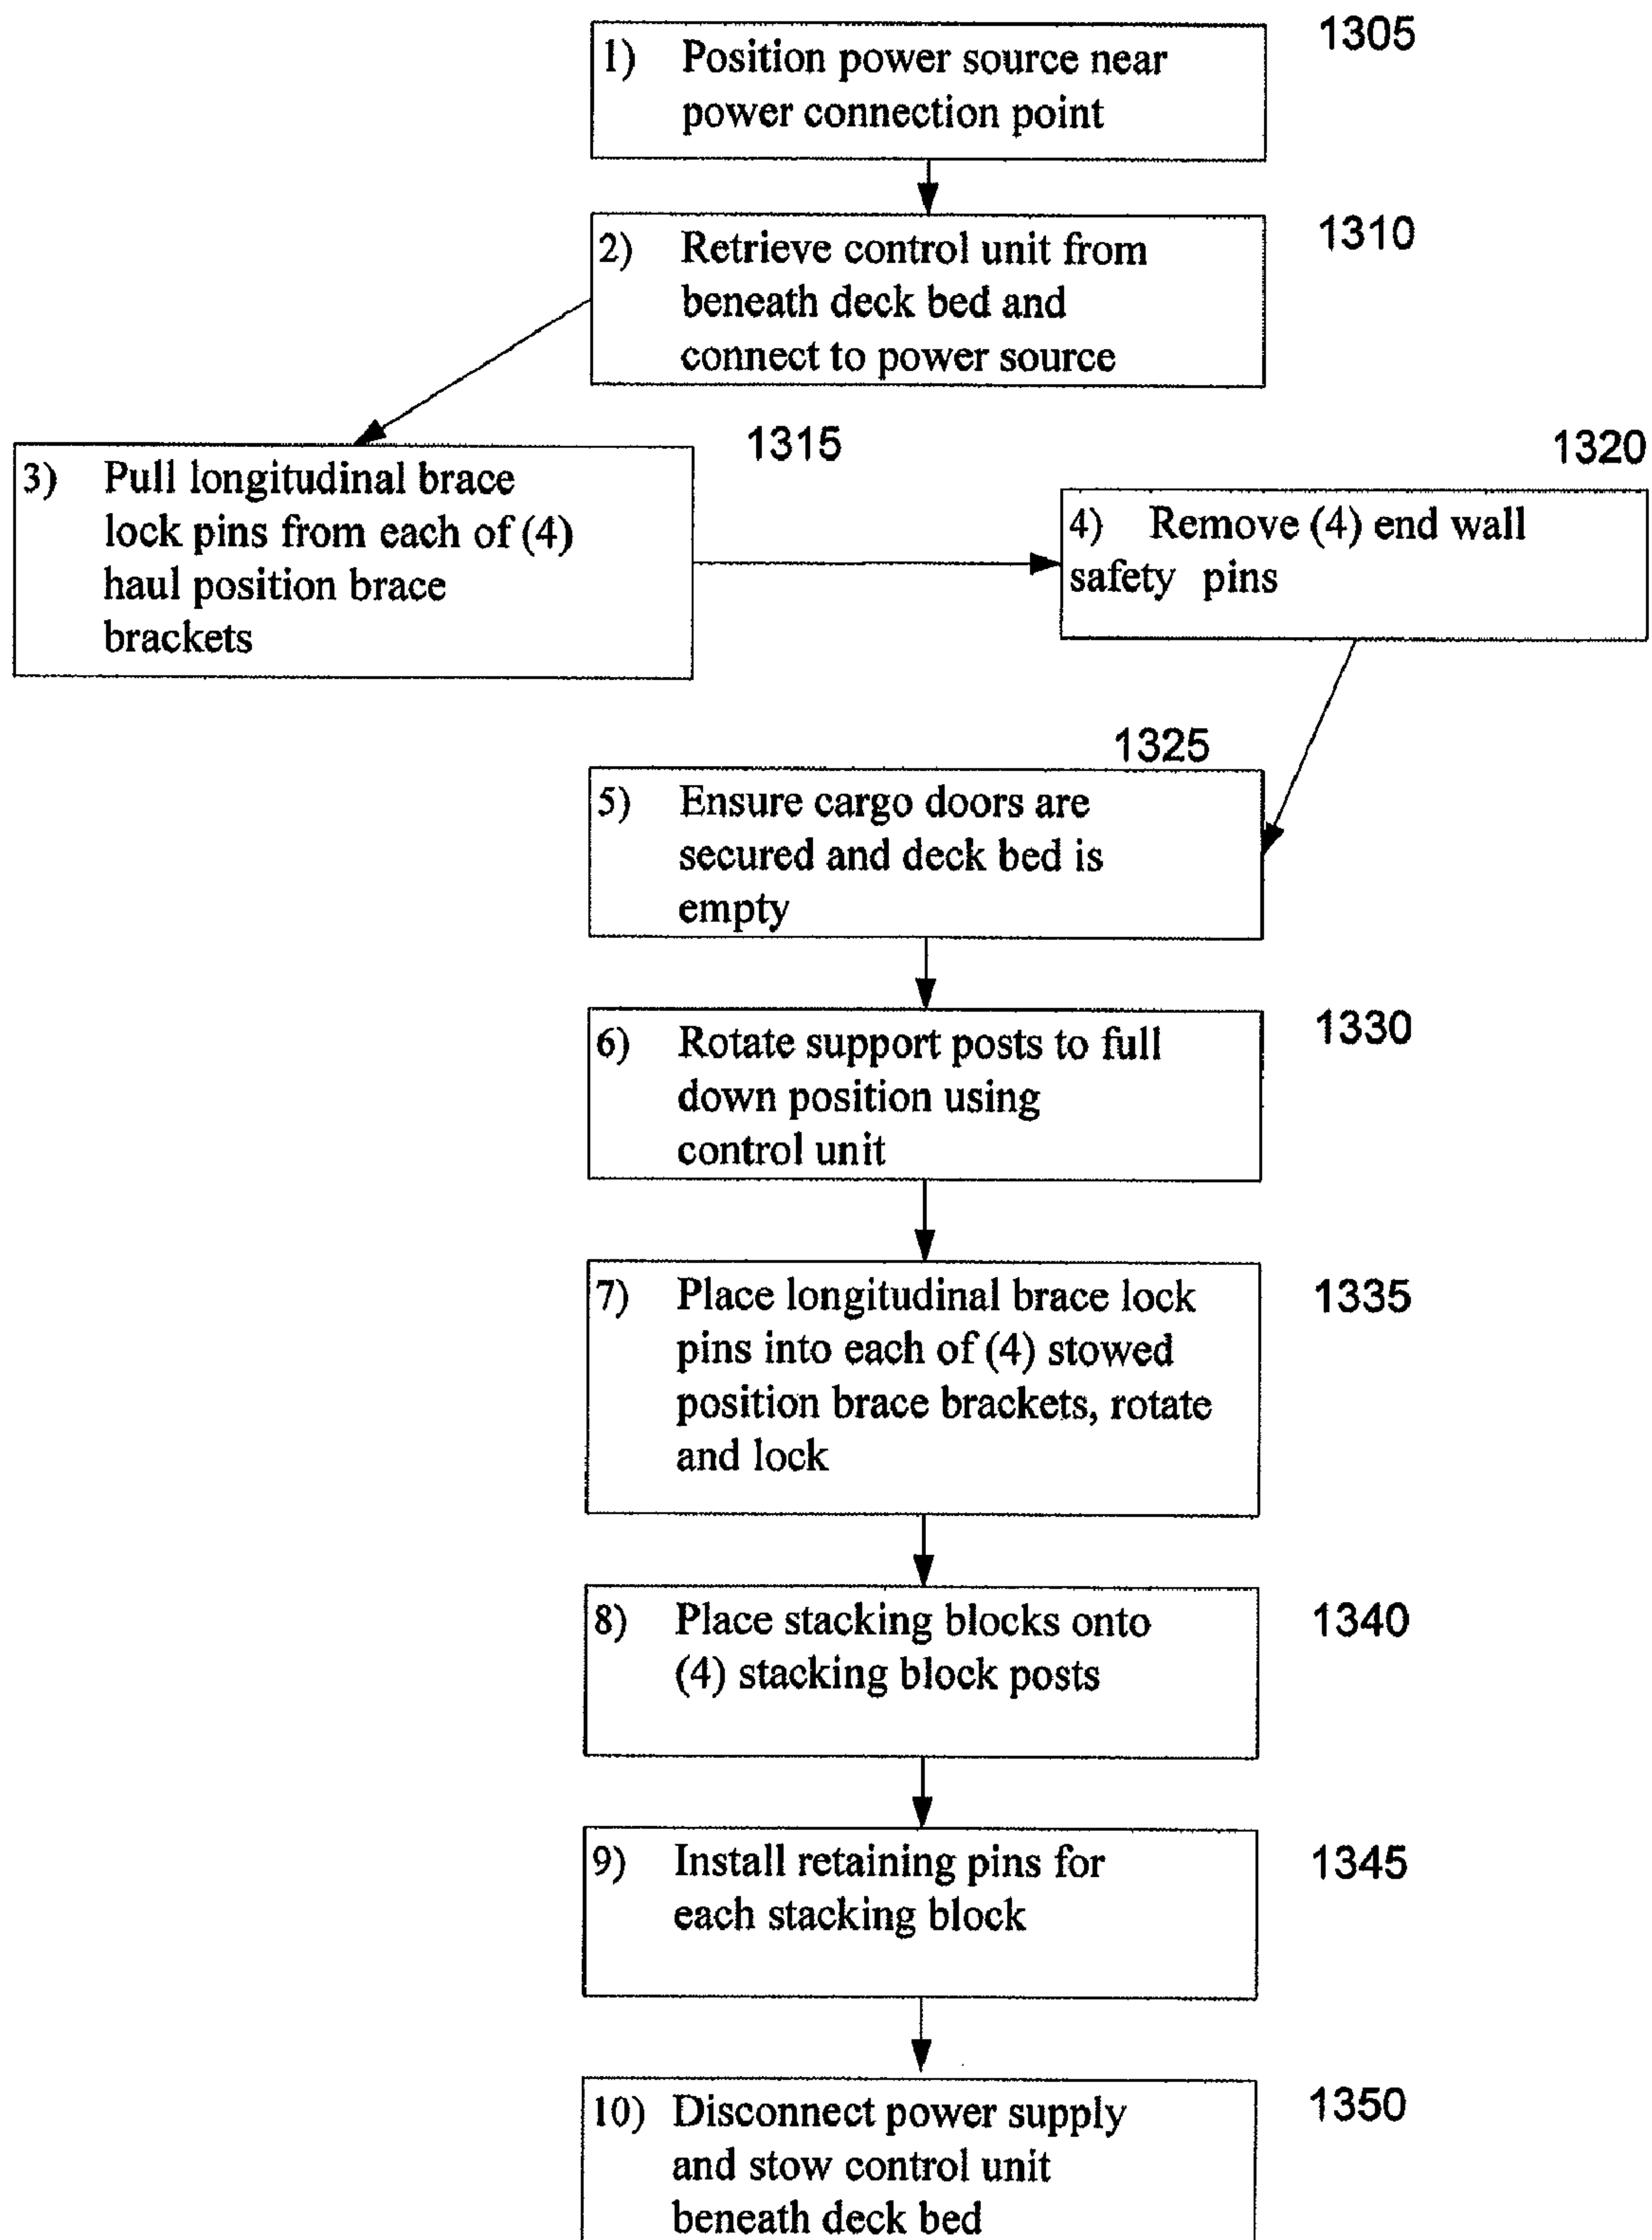 1305
1) Position power source near
power connection point
1310
2) Retrieve control unit from
beneath deck bed and
connect to power source
1315
3) Pull longitudinal brace
lock pins from each of (4)
haul position brace
brackets
1320
4) Remove (4) end wall
safety pins
1325
5) Ensure cargo doors are
secured and deck bed is
empty
1330
6) Rotate support posts to full
down position using
control unit
1335
7) Place longitudinal brace lock
pins into each of (4) stowed
position brace brackets, rotate
and lock
1340
8) Place stacking blocks onto
(4) stacking block posts
1345
9) Install retaining pins for
each stacking block
1350
10) Disconnect power supply
and stow control unit
beneath deck bed